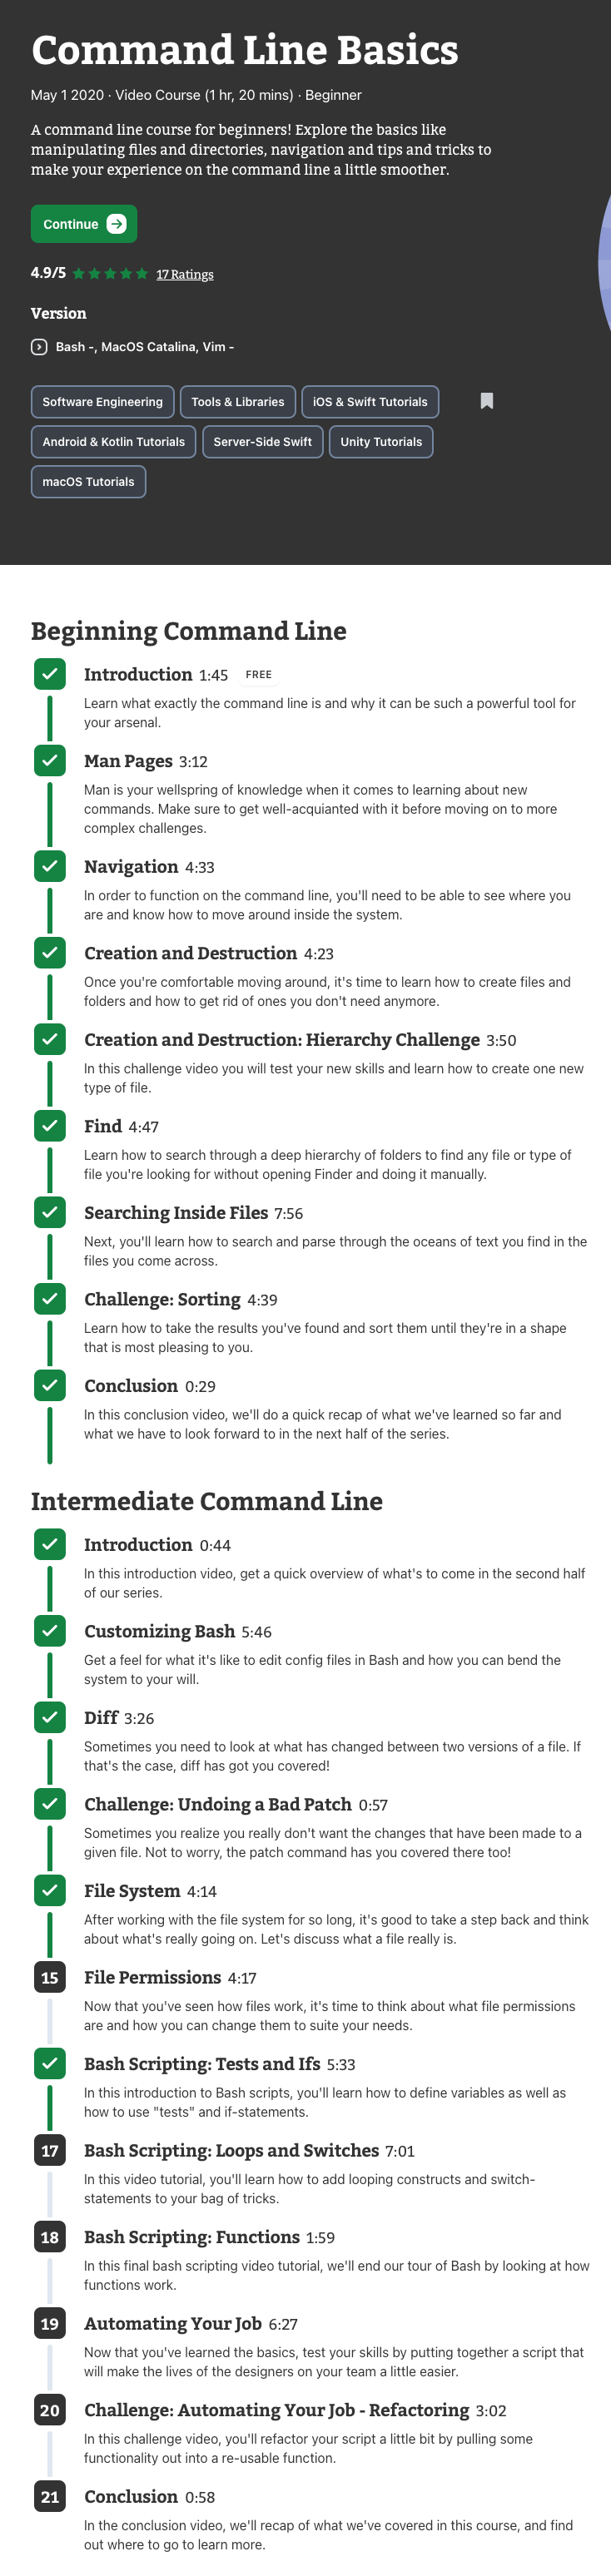 Command Line Basics
May 1 2020 · Video Course (1 hr, 20 mins) · Beginner
A command line course for beginners! Explore the basics like
manipulating files and directories, navigation and tips and tricks to
make your experience on the command line a little smoother.
Continue
4.9/5 17 Ratings
Version
Bash -, MacOS Catalina, Vim -
Software Engineering Tools & Libraries iOS & Swift Tutorials
Android & Kotlin Tutorials Server-Side Swift Unity Tutorials
macOS Tutorials
Beginning Command Line
Introduction 1:45 FREE
Learn what exactly the command line is and why it can be such a powerful tool for
your arsenal.
Man Pages 3:12
Man is your wellspring of knowledge when it comes to learning about new
commands. Make sure to get well-acquianted with it before moving on to more
complex challenges.
Navigation 4:33
In order to function on the command line, you'll need to be able to see where you
are and know how to move around inside the system.
Creation and Destruction 4:23
Once you're comfortable moving around, it's time to learn how to create files and
folders and how to get rid of ones you don't need anymore.
Creation and Destruction: Hierarchy Challenge 3:50
In this challenge video you will test your new skills and learn how to create one new
type of file.
Find 4:47
Learn how to search through a deep hierarchy of folders to find any file or type of
file you're looking for without opening Finder and doing it manually.
Searching Inside Files 7:56
Next, you'll learn how to search and parse through the oceans of text you find in the
files you come across.
Challenge: Sorting 4:39
Learn how to take the results you've found and sort them until they're in a shape
that is most pleasing to you.
Conclusion 0:29
In this conclusion video, we'll do a quick recap of what we've learned so far and
what we have to look forward to in the next half of the series.
Intermediate Command Line
Introduction 0:44
In this introduction video, get a quick overview of what's to come in the second half
of our series.
Customizing Bash 5:46
Get a feel for what it's like to edit config files in Bash and how you can bend the
system to your will.
Diff 3:26
Sometimes you need to look at what has changed between two versions of a file. If
that's the case, diff has got you covered!
Challenge: Undoing a Bad Patch 0:57
Sometimes you realize you really don't want the changes that have been made to a
given file. Not to worry, the patch command has you covered there too!
File System 4:14
After working with the file system for so long, it's good to take a step back and think
about what's really going on. Let's discuss what a file really is.
15 File Permissions 4:17
Now that you've seen how files work, it's time to think about what file permissions
are and how you can change them to suite your needs.
Bash Scripting: Tests and Ifs 5:33
In this introduction to Bash scripts, you'll learn how to define variables as well as
how to use "tests" and if-statements.
17 Bash Scripting: Loops and Switches 7:01
In this video tutorial, you'll learn how to add looping constructs and switch-
statements to your bag of tricks.
18 Bash Scripting: Functions 1:59
In this final bash scripting video tutorial, we'll end our tour of Bash by looking at how
functions work.
19 Automating Your Job 6:27
Now that you've learned the basics, test your skills by putting together a script that
will make the lives of the designers on your team a little easier.
20 Challenge: Automating Your Job - Refactoring 3:02
In this challenge video, you'll refactor your script a little bit by pulling some
functionality out into a re-usable function.
21 Conclusion 0:58
In the conclusion video, we'll recap of what we've covered in this course, and find
out where to go to learn more.